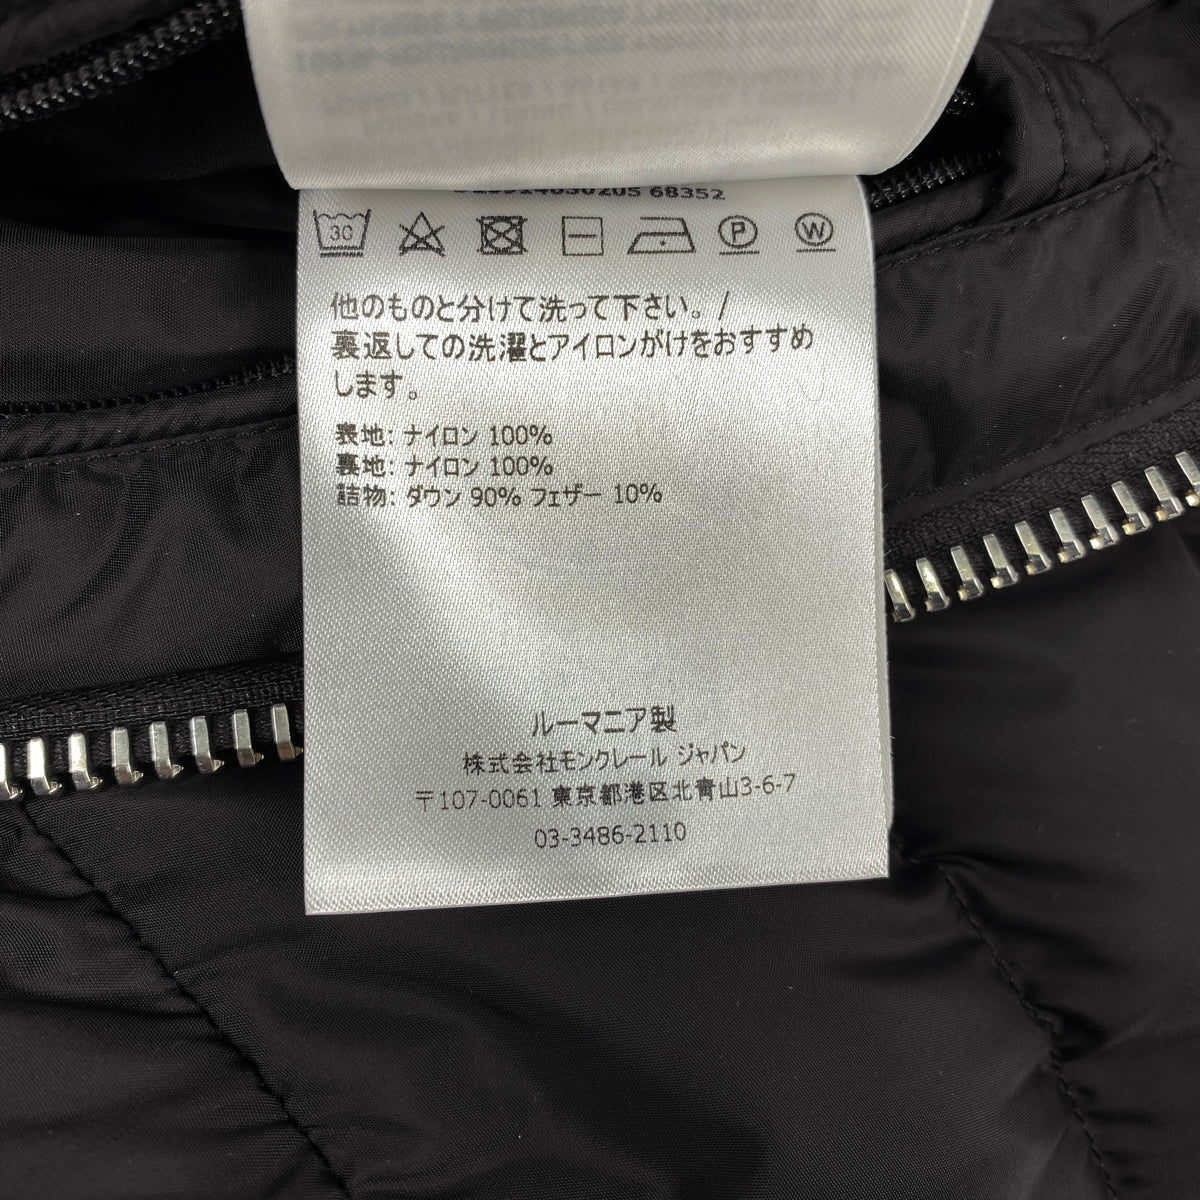 68352
30
P
W
他のものと分けて洗って下さい。/
裏返しての洗濯とアイロンがけをおすすめ
します。
表地: ナイロン 100%
裏地: ナイロン 100%
詰物: ダウン 90% フェザー 10%
ルーマニア製
株式会社モンクレール ジャパン
〒107-0061 東京都港区北青山3-6-7
03-3486-2110